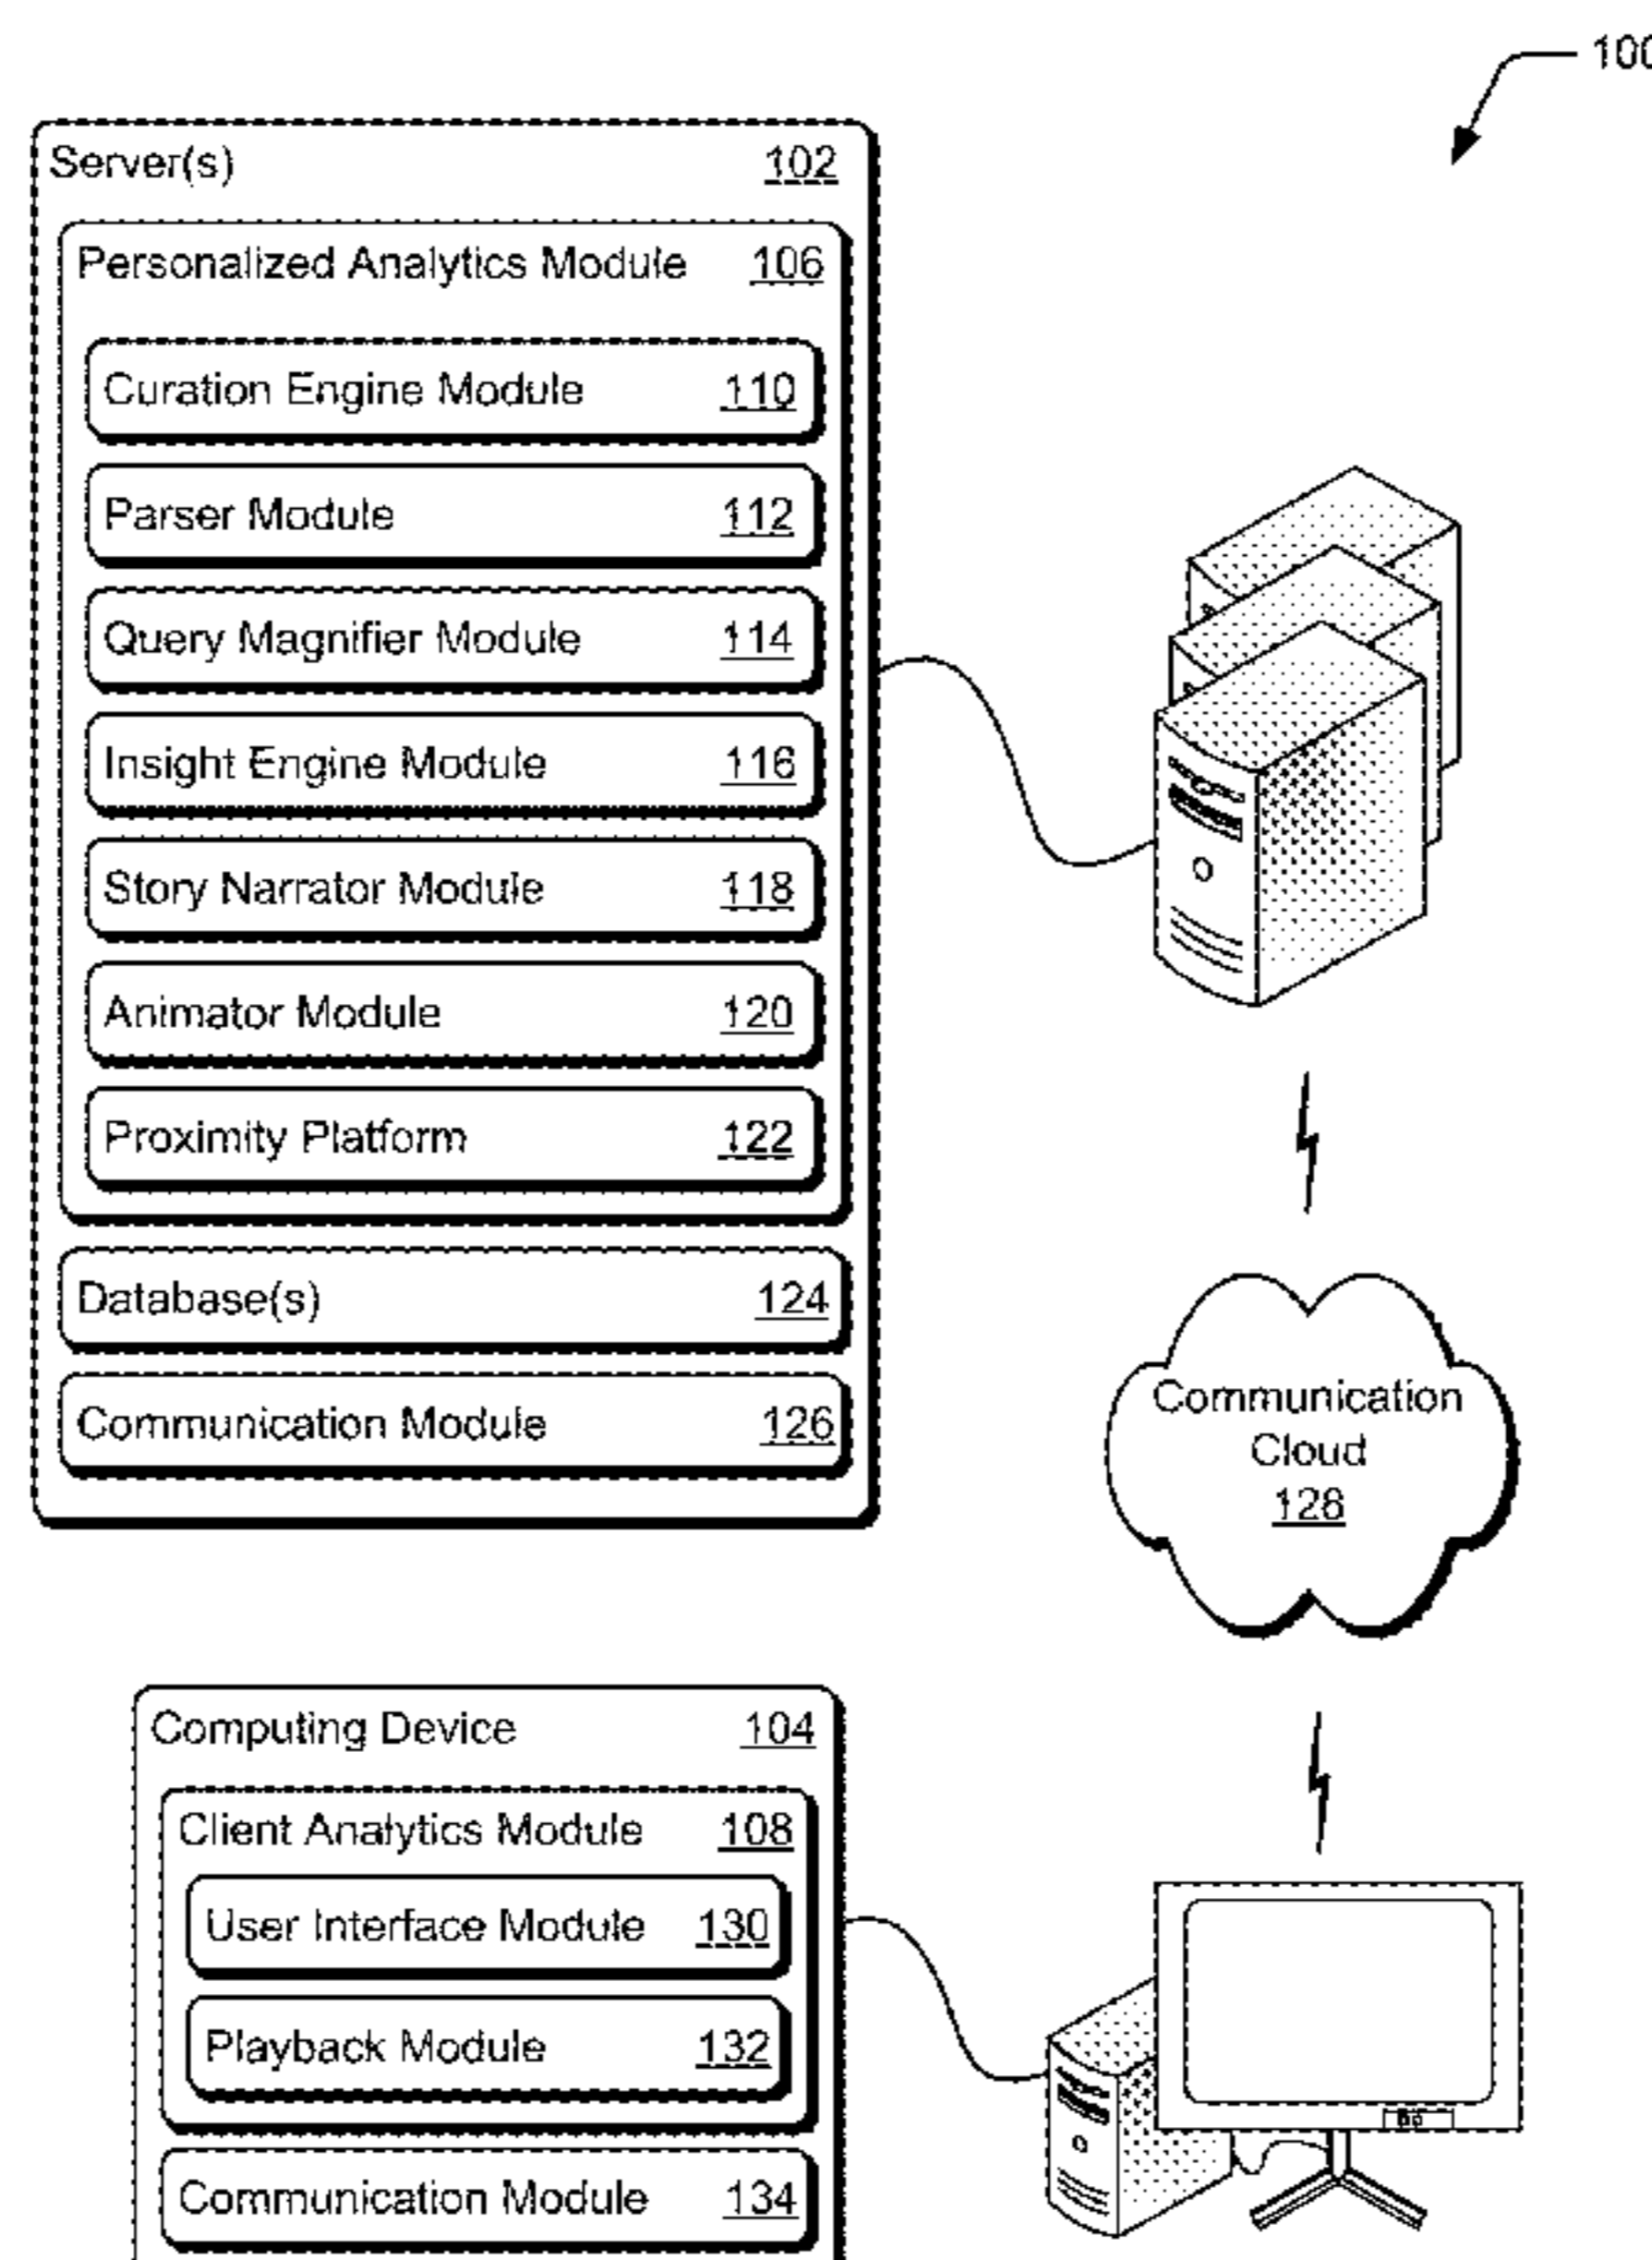 100
Server(s) 102
Personalized Analytics Module 106
Curation Engine Module 110
Parser Module 112
Query Magnifier Module 114
Insight Engine Module 116
Story Narrator Module 118
Animator Module 120
Proximity Platform 122
Database(s) 124
Communication Module 126
Communication
Cloud
128
Computing Device 104
Client Analytics Module 108
User Interface Module 130
Playback Module 132
Communication Module 134